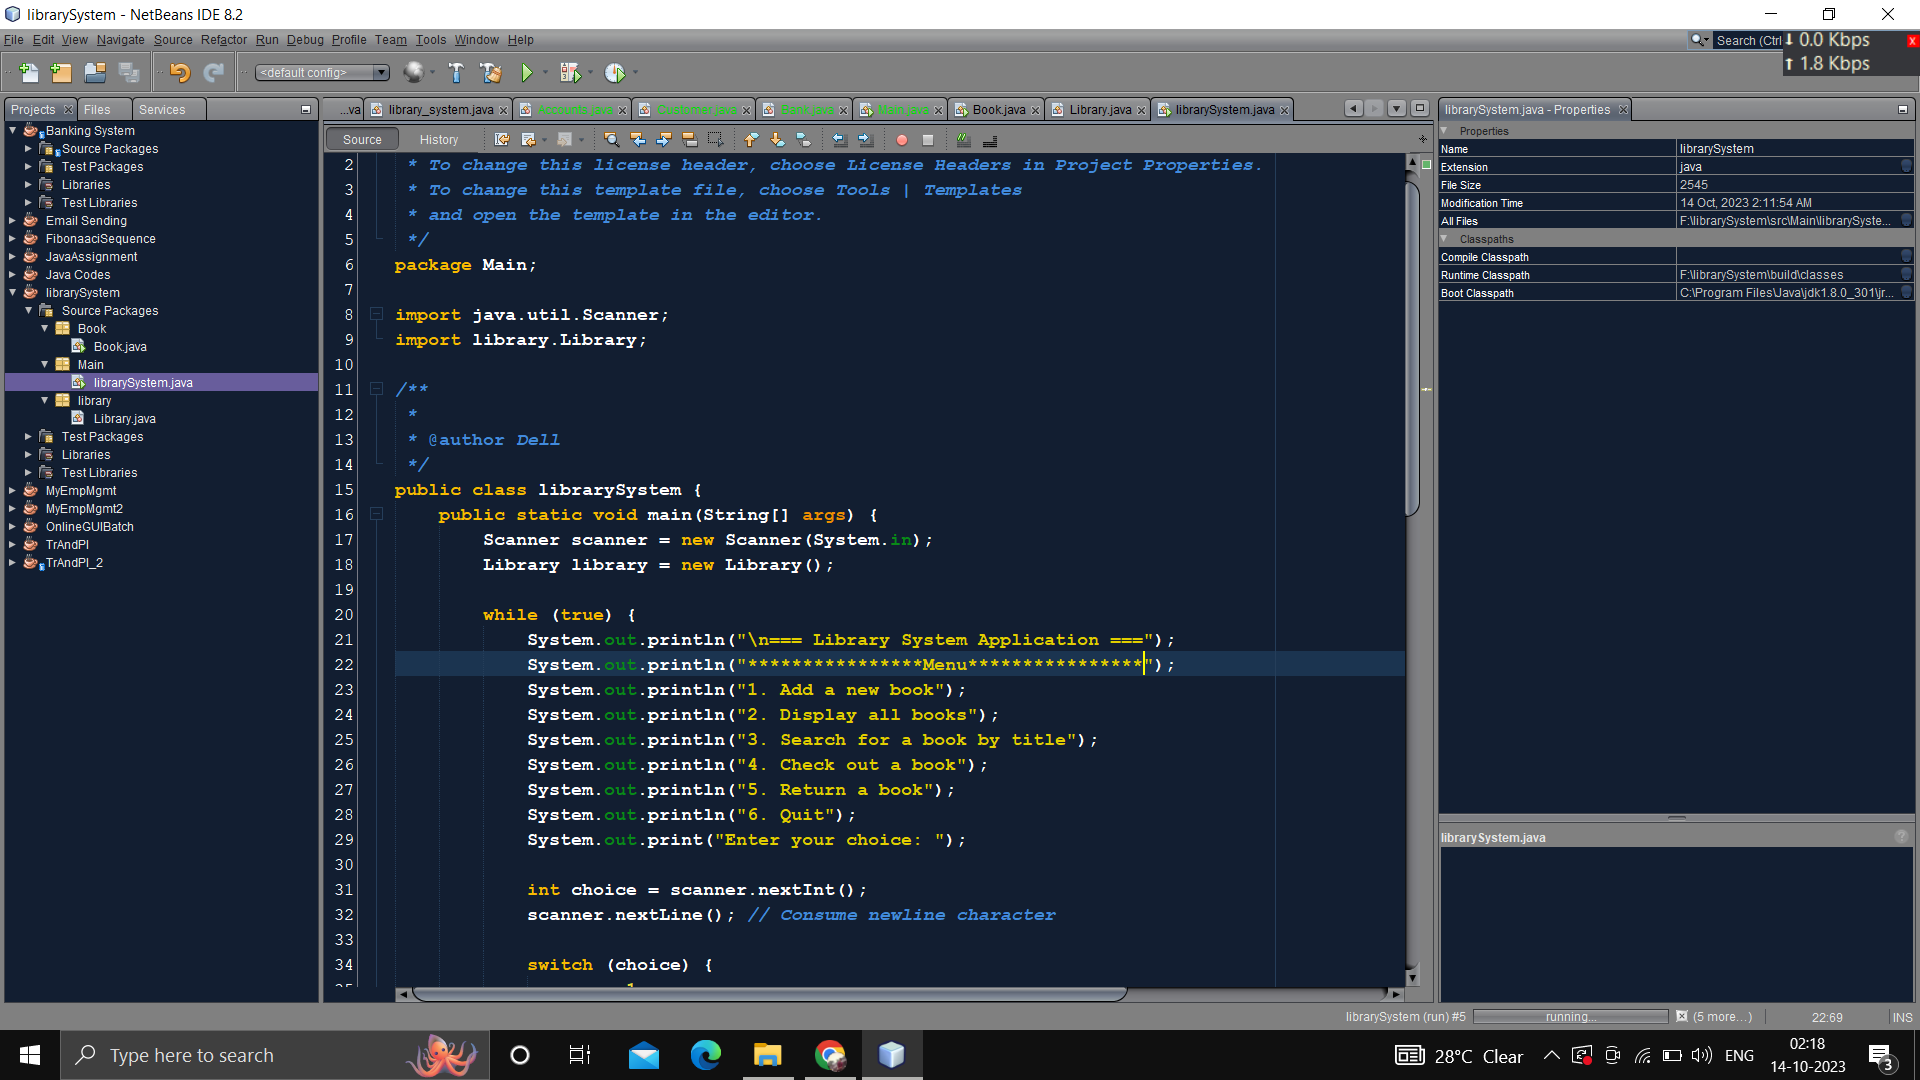 librarySystem - NetBeans IDE 8.2
File Edit View Navigate Source Refactor Run Debug Profile Team Tools Window Help
Search (Ctrl
0.0 Kbps
1.8 Kbps
<default config>
Projects Files Services
Banking System
Source Packages
Test Packages
Libraries
Test Libraries
Email Sending
FibonaaciSequence
JavaAssignment
Java Codes
librarySystem
Source Packages
Book
Book.java
Main
librarySystem.java
library
Library.java
Test Packages
Libraries
Test Libraries
MyEmpMgmt
MyEmpMgmt2
OnlineGUIBatch
TrAndPl
TrAndPl_2
...va library_system.java Customer.java Book.java Library.java librarySystem.java
Source History
2 * To change this license header, choose License Headers in Project Properties.
3 * To change this template file, choose Tools | Templates
4 * and open the template in the editor.
5 */
6 package Main;
7
8 import java.util.Scanner;
9 import library.Library;
10
11 /**
12 *
13 * @author Dell
14 */
15 public class librarySystem {
16 public static void main(String[] args) {
17 Scanner scanner = new Scanner(System.in);
18 Library library = new Library();
19
20 while (true) {
21 System.out.println("\n=== Library System Application ===");
22 System.out.println("****************Menu****************");
23 System.out.println("1. Add a new book");
24 System.out.println("2. Display all books");
25 System.out.println("3. Search for a book by title");
26 System.out.println("4. Check out a book");
27 System.out.println("5. Return a book");
28 System.out.println("6. Quit");
29 System.out.print("Enter your choice: ");
30
31 int choice = scanner.nextInt();
32 scanner.nextLine(); // Consume newline character
33
34 switch (choice) {
librarySystem.java - Properties
Properties
Name librarySystem
Extension java
File Size 2545
Modification Time 14 Oct, 2023 2:11:54 AM
All Files F:\librarySystem\src\Main\librarySyste...
Classpaths
Compile Classpath
Runtime Classpath F:\librarySystem\build\classes
Boot Classpath C:\Program Files\Java\jdk1.8.0_301\jr...
librarySystem.java
librarySystem (run) #5 running... (5 more...) 22:69 INS
Type here to search
28°C Clear
ENG
02:18
14-10-2023
3